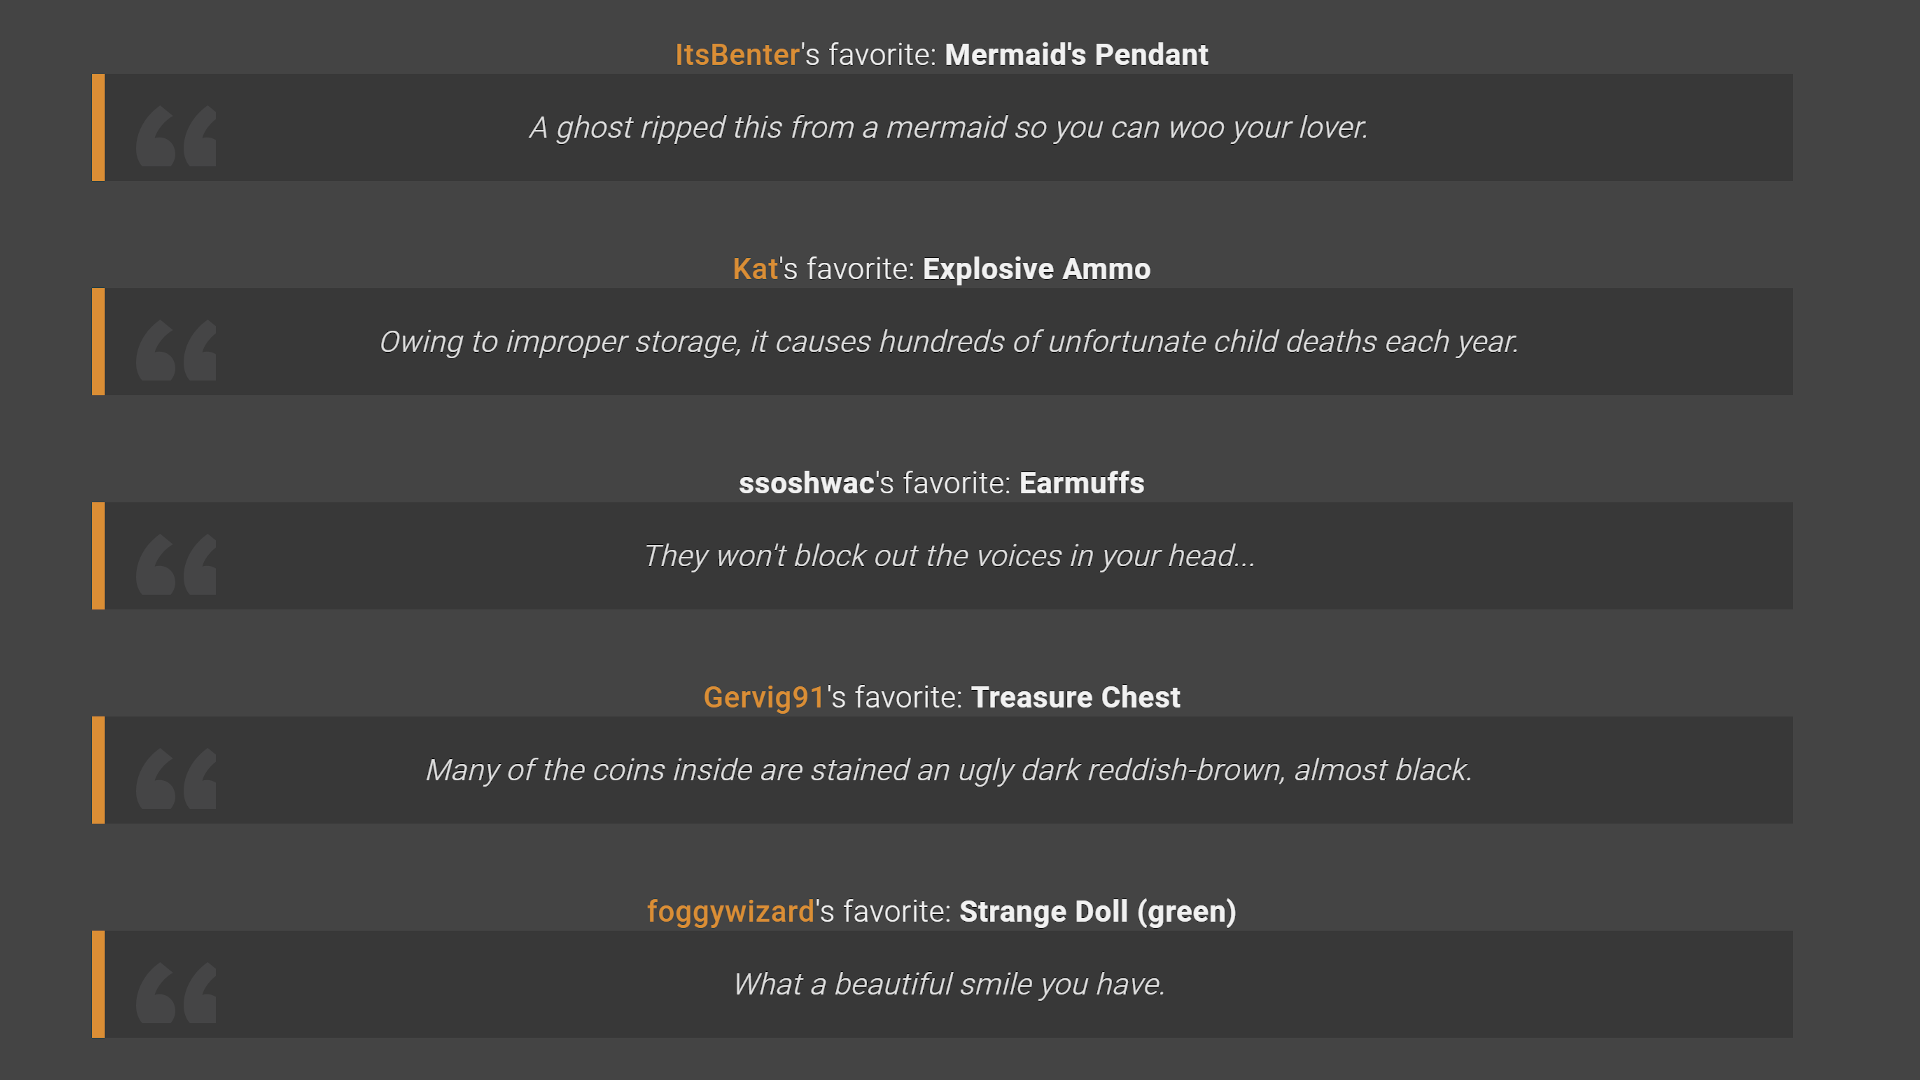 ItsBenter's favorite: Mermaid's Pendant
A ghost ripped this from a mermaid so you can woo your lover.
Kat's favorite: Explosive Ammo
Owing to improper storage, it causes hundreds of unfortunate child deaths each year.
ssoshwac's favorite: Earmuffs
They won't block out the voices in your head...
Gervig91's favorite: Treasure Chest
Many of the coins inside are stained an ugly dark reddish-brown, almost black.
foggywizard's favorite: Strange Doll (green)
What a beautiful smile you have.